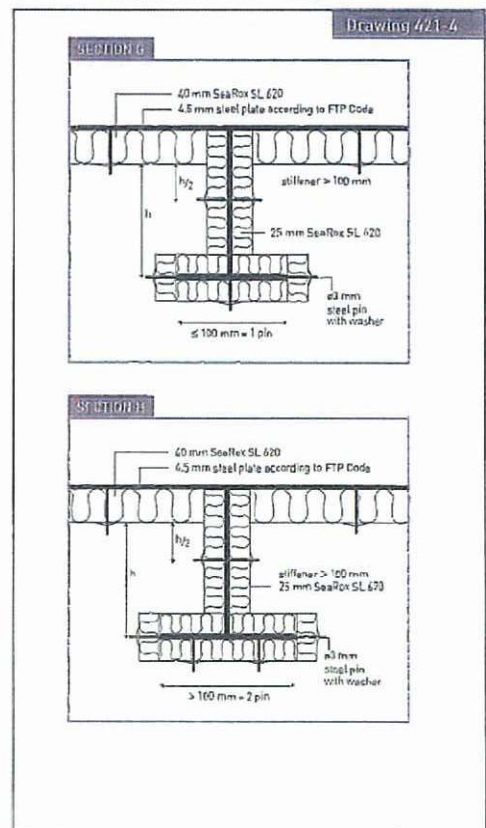 Drawing 421-4
SECTION G
40 mm SeaRox SL 620
4.5 mm steel plate according to FTP Code
h/2
stiffener > 100 mm
h
25 mm SeaRox SL 620
ø3 mm
steel pin
with washer
≤ 100 mm = 1 pin
SECTION H
40 mm SeaRox SL 620
4.5 mm steel plate according to FTP Code
h/2
h
stiffener > 100 mm
25 mm SeaRox SL 620
ø3 mm
steel pin
with washer
> 100 mm = 2 pin